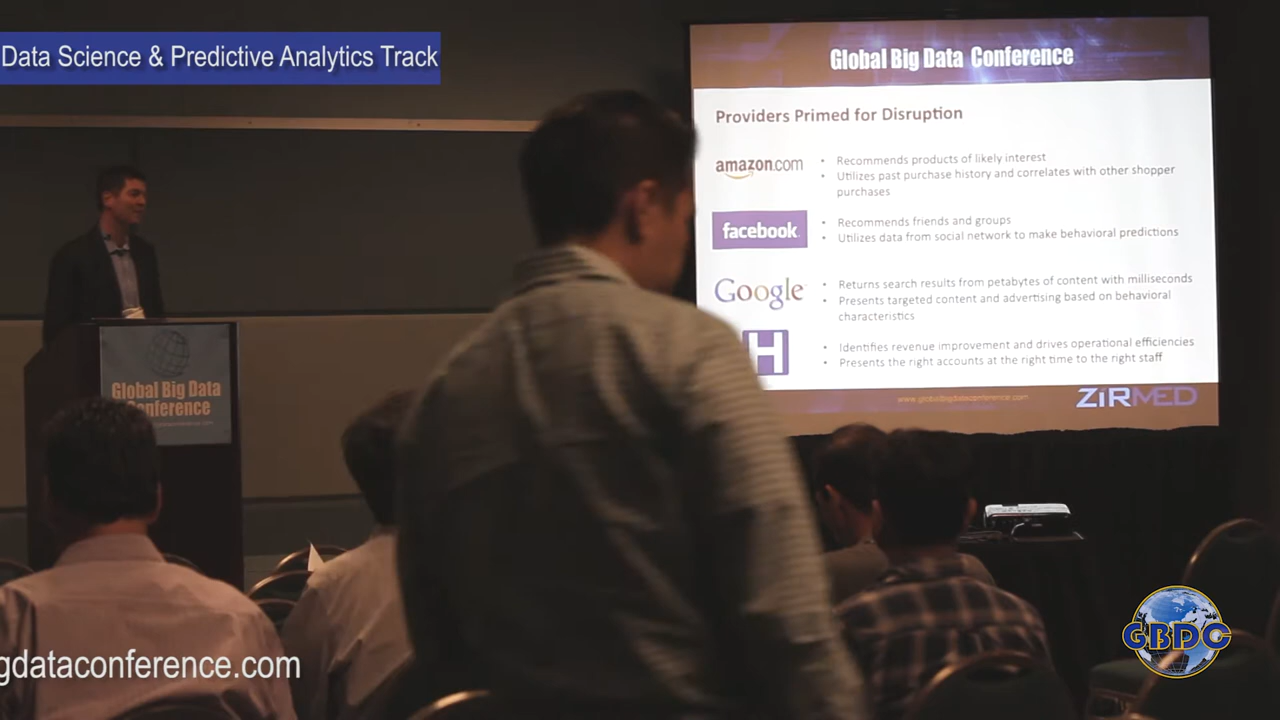 Data Science & Predictive Analytics Track
Global Big Data Conference
Providers Primed for Disruption
amazon.com
• Recommends products of likely interest
• Utilizes past purchase history and correlates with other shopper
purchases
facebook
• Recommends friends and groups
• Utilizes data from social network to make behavioral predictions
Google
• Returns search results from petabytes of content with milliseconds
• Presents targeted content and advertising based on behavioral
characteristics
H
• Identifies revenue improvement and drives operational efficiencies
• Presents the right accounts at the right time to the right staff
www.globalbigdataconference.com
ZiRMED
Global Big Data
Conference
gdataconference.com
GBDC